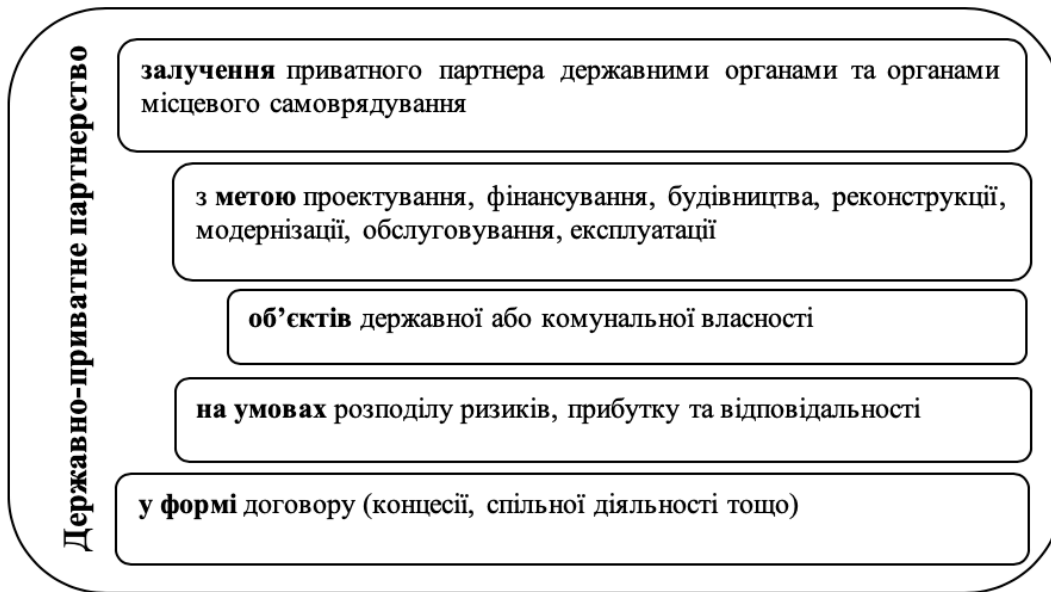 Державно-приватне партнерство
залучення приватного партнера державними органами та органами
місцевого самоврядування
з метою проектування, фінансування, будівництва, реконструкції,
модернізації, обслуговування, експлуатації
об’єктів державної або комунальної власності
на умовах розподілу ризиків, прибутку та відповідальності
у формі договору (концесії, спільної діяльності тощо)